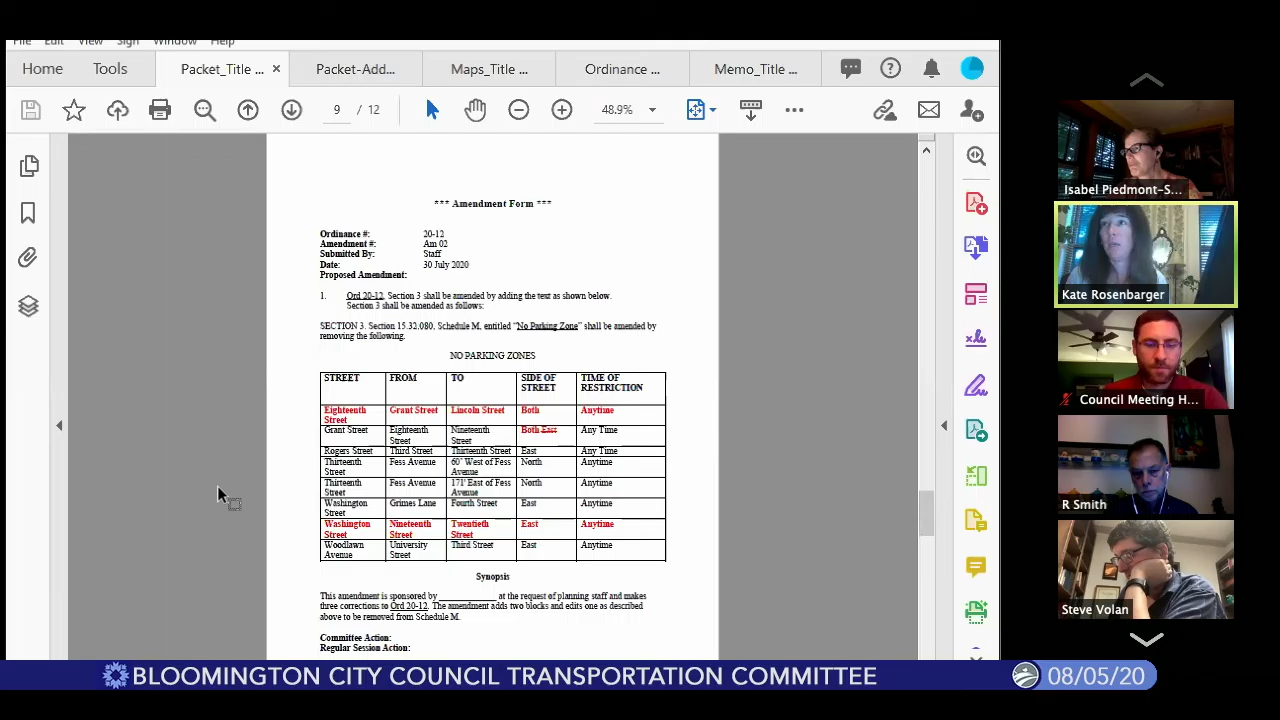 File Edit View Sign Window Help
Home Tools Packet_Title ... × Packet-Add... Maps_Title ... Ordinance ... Memo_Title ...
9 / 12 48.9%
*** Amendment Form ***
Ordinance #: 20-12
Amendment #: Am 02
Submitted By: Staff
Date: 30 July 2020
Proposed Amendment:
1. Ord 20-12, Section 3 shall be amended by adding the text as shown below.
Section 3 shall be amended as follows:
SECTION 3. Section 15.32.080, Schedule M, entitled "No Parking Zone" shall be amended by
removing the following.
NO PARKING ZONES
STREET FROM TO SIDE OF TIME OF
STREET RESTRICTION
Eighteenth Grant Street Lincoln Street Both Anytime
Street
Grant Street Eighteenth Nineteenth Both East Any Time
Street Street
Rogers Street Third Street Thirteenth Street East Any Time
Thirteenth Fess Avenue 60' West of Fess North Anytime
Street Avenue
Thirteenth Fess Avenue 171' East of Fess North Anytime
Street Avenue
Washington Grimes Lane Fourth Street East Anytime
Street
Washington Nineteenth Twentieth East Anytime
Street Street Street
Woodlawn University Third Street East Anytime
Avenue Street
Synopsis
This amendment is sponsored by ____________ at the request of planning staff and makes
three corrections to Ord 20-12. The amendment adds two blocks and edits one as described
above to be removed from Schedule M.
Committee Action:
Regular Session Action:
Isabel Piedmont-S...
Kate Rosenbarger
Council Meeting H...
R Smith
Steve Volan
BLOOMINGTON CITY COUNCIL TRANSPORTATION COMMITTEE 08/05/20